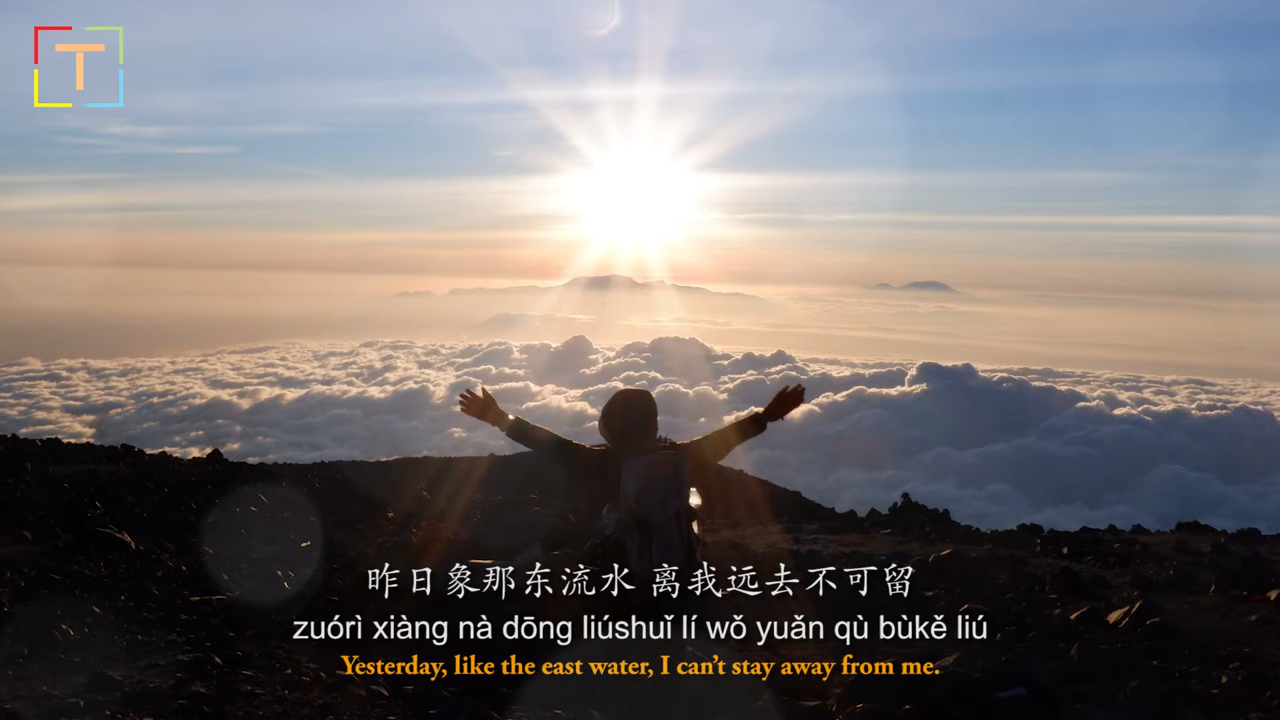 T
昨日象那东流水 离我远去不可留
zuórì xiàng nà dōng liúshuǐ lí wǒ yuǎn qù bùkě liú
Yesterday, like the east water, I can’t stay away from me.